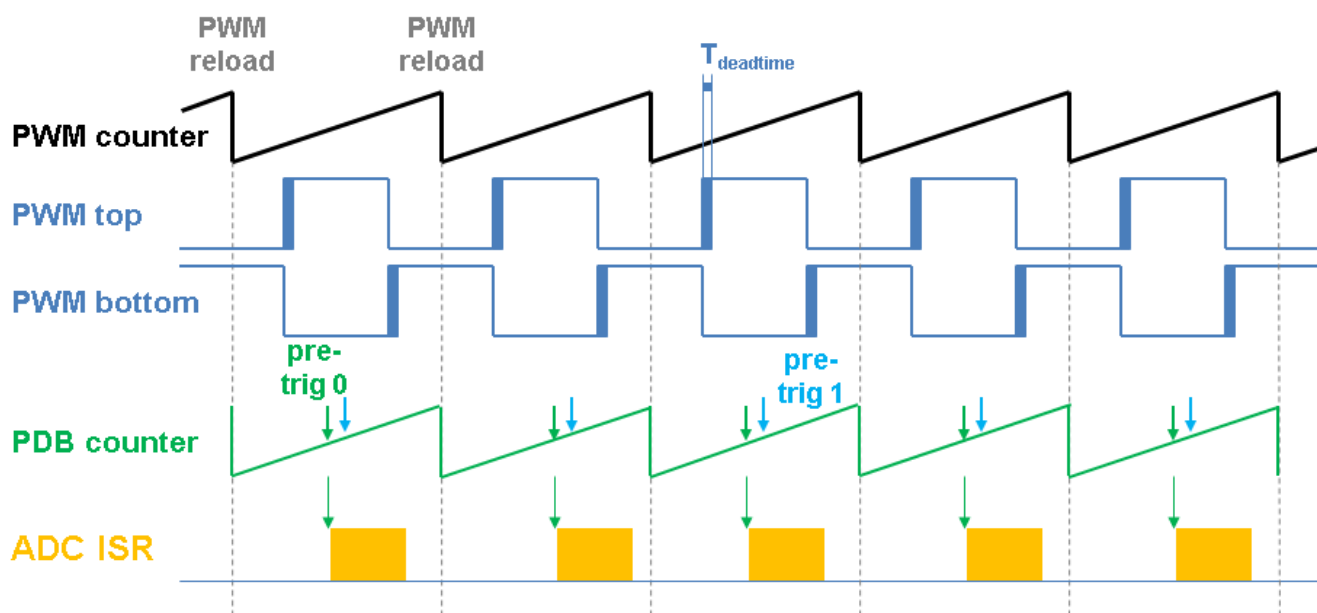 PWM
reload
PWM
reload
Tdeadtime
PWM counter
PWM top
PWM bottom
pre-
trig 0
pre-
trig 1
PDB counter
ADC ISR